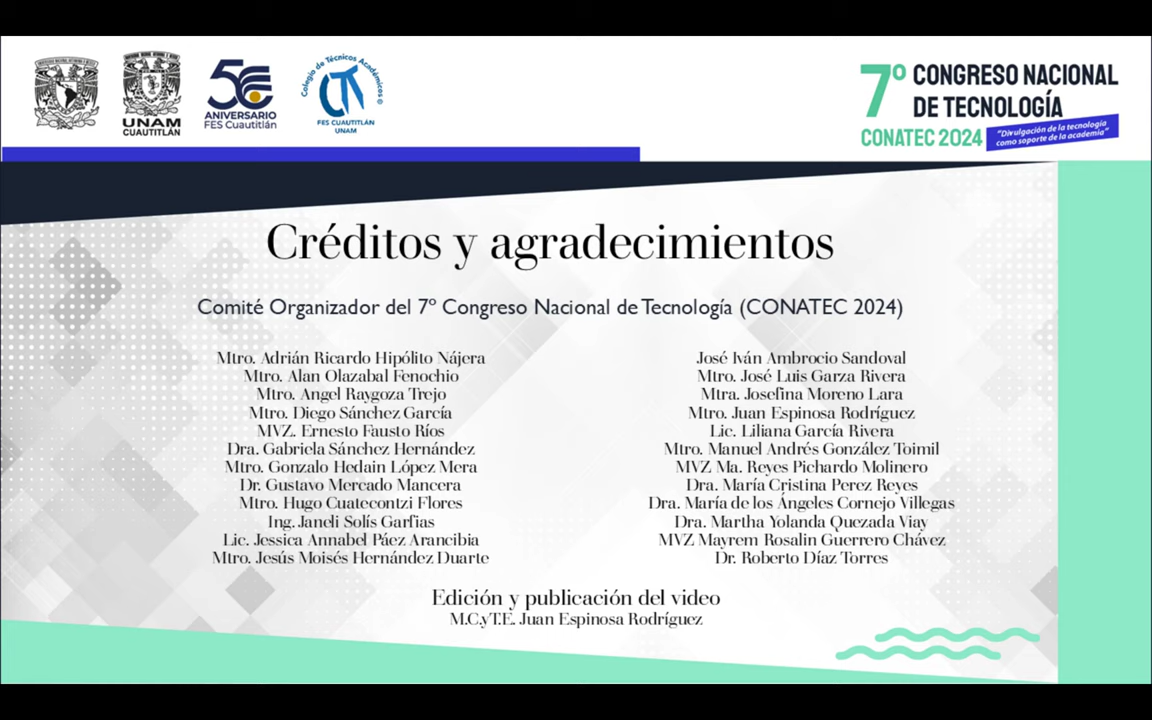 UNAM
CUAUTITLÁN
50
ANIVERSARIO
FES Cuautitlán
Colegio de Técnicos Académicos ®
CTA
FES CUAUTITLÁN
UNAM
7º CONGRESO NACIONAL
DE TECNOLOGÍA
CONATEC 2024
"Divulgación de la tecnología
como soporte de la academia"
Créditos y agradecimientos
Comité Organizador del 7º Congreso Nacional de Tecnología (CONATEC 2024)
Mtro. Adrián Ricardo Hipólito Nájera
Mtro. Alan Olazabal Fenochio
Mtro. Angel Raygoza Trejo
Mtro. Diego Sánchez García
MVZ. Ernesto Fausto Ríos
Dra. Gabriela Sánchez Hernández
Mtro. Gonzalo Hedain López Mera
Dr. Gustavo Mercado Mancera
Mtro. Hugo Cuatecontzi Flores
Ing. Janeli Solís Garfias
Lic. Jessica Annabel Páez Arancibia
Mtro. Jesús Moisés Hernández Duarte
José Iván Ambrocio Sandoval
Mtro. José Luis Garza Rivera
Mtra. Josefina Moreno Lara
Mtro. Juan Espinosa Rodríguez
Lic. Liliana García Rivera
Mtro. Manuel Andrés González Toimil
MVZ Ma. Reyes Pichardo Molinero
Dra. María Cristina Perez Reyes
Dra. María de los Ángeles Cornejo Villegas
Dra. Martha Yolanda Quezada Viay
MVZ Mayrem Rosalin Guerrero Chávez
Dr. Roberto Díaz Torres
Edición y publicación del video
M.C.yT.E. Juan Espinosa Rodríguez